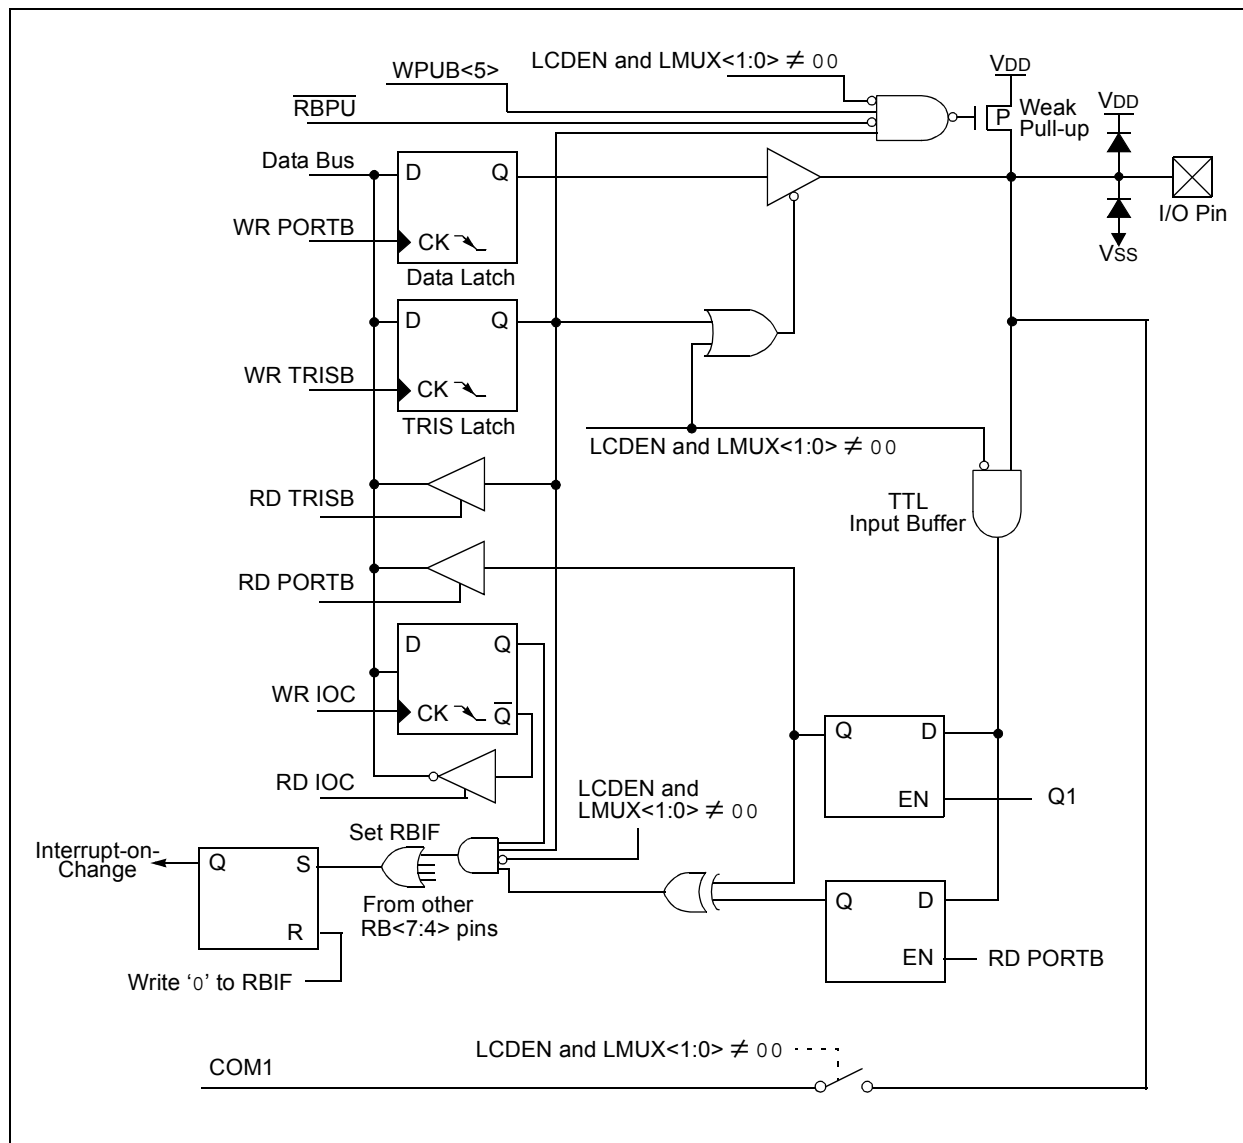 LCDEN and LMUX<1:0> ≠ 00
WPUB<5>
RBPU
VDD
P
Weak
Pull-up
VDD
Data Bus
D
Q
WR PORTB
CK
Data Latch
I/O Pin
VSS
D
Q
WR TRISB
CK
TRIS Latch
LCDEN and LMUX<1:0> ≠ 00
RD TRISB
TTL
Input Buffer
RD PORTB
D
Q
WR IOC
CK
Q
RD IOC
Q
D
EN
Q1
LCDEN and
LMUX<1:0> ≠ 00
Set RBIF
Interrupt-on-
Change
Q
S
R
From other
RB<7:4> pins
Write ‘0’ to RBIF
Q
D
EN
RD PORTB
LCDEN and LMUX<1:0> ≠ 00
COM1